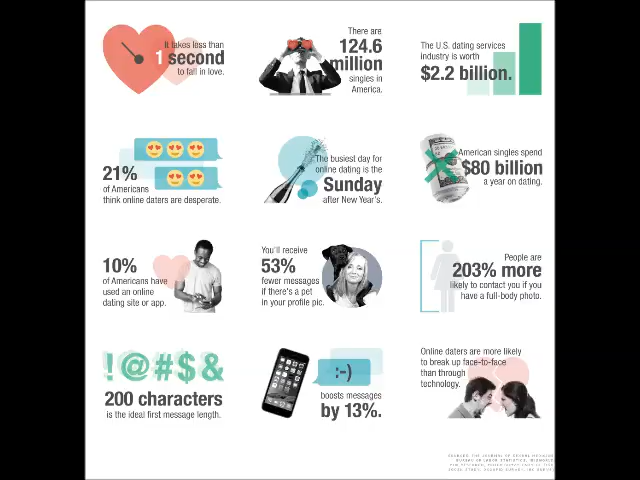 It takes less than
1 second
to fall in love.
There are
124.6
million
singles in
America.
The U.S. dating services
industry is worth
$2.2 billion.
21%
of Americans
think online daters are desperate.
The busiest day for
online dating is the
Sunday
after New Year's.
American singles spend
$80 billion
a year on dating.
10%
of Americans have
used an online
dating site or app.
You'll receive
53%
fewer messages
if there's a pet
in your profile pic.
People are
203% more
likely to contact you if you
have a full-body photo.
!@#$&
200 characters
is the ideal first message length.
:-)
boosts messages
by 13%.
Online daters are more likely
to break up face-to-face
than through
technology.